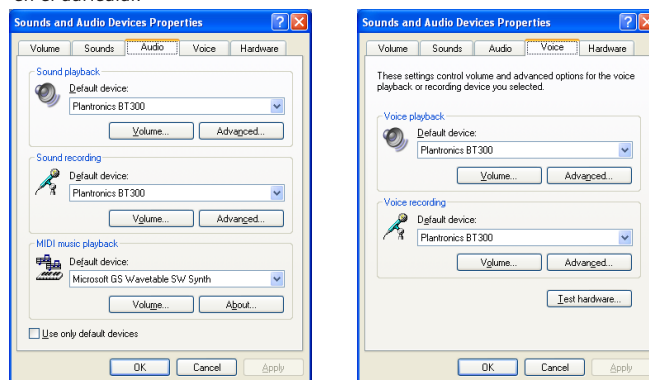 en el auricular.
Sounds and Audio Devices Properties
Volume Sounds Audio Voice Hardware
Sound playback
Default device:
Plantronics BT300
Volume... Advanced...
Sound recording
Default device:
Plantronics BT300
Volume... Advanced...
MIDI music playback
Default device:
Microsoft GS Wavetable SW Synth
Volume... About...
Use only default devices
OK Cancel Apply
Sounds and Audio Devices Properties
Volume Sounds Audio Voice Hardware
These settings control volume and advanced options for the voice
playback or recording device you selected.
Voice playback
Default device:
Plantronics BT300
Volume... Advanced...
Voice recording
Default device:
Plantronics BT300
Volume... Advanced...
Test hardware...
OK Cancel Apply